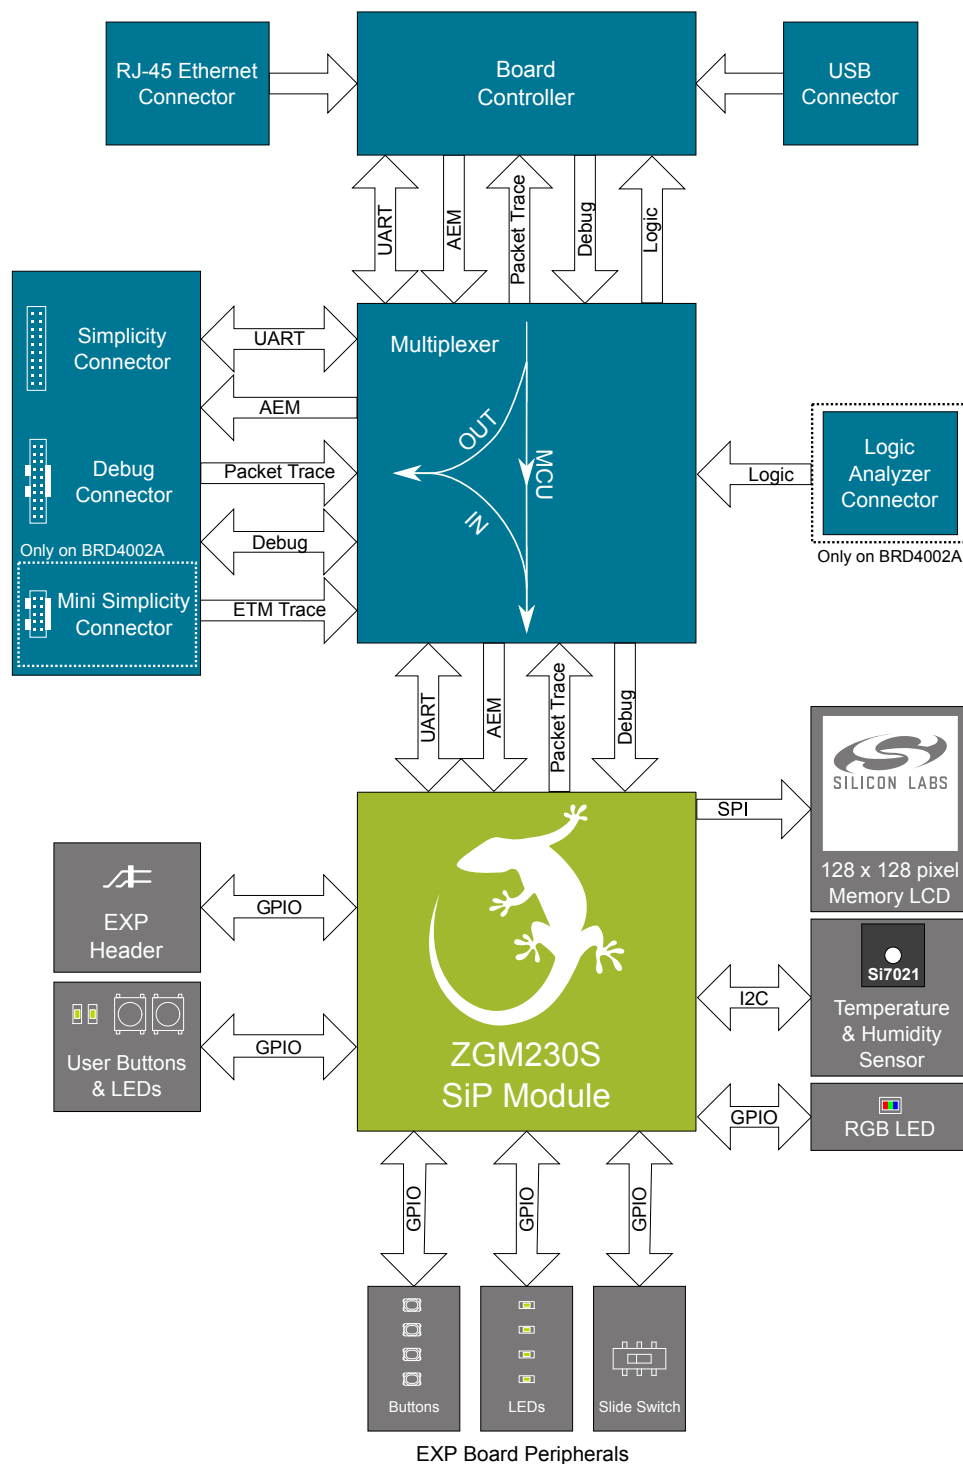 RJ-45 Ethernet
Connector
Board
Controller
USB
Connector
UART
AEM
Packet Trace
Debug
Logic
Simplicity
Connector
Debug
Connector
Only on BRD4002A
Mini Simplicity
Connector
UART
AEM
Packet Trace
Debug
ETM Trace
Multiplexer
OUT
IN
MCU
Logic
Logic
Analyzer
Connector
Only on BRD4002A
UART
AEM
Packet Trace
Debug
SPI
SILICON LABS
128 x 128 pixel
Memory LCD
EXP
Header
GPIO
User Buttons
& LEDs
GPIO
ZGM230S
SiP Module
I2C
Si7021
Temperature
& Humidity
Sensor
GPIO
RGB LED
GPIO
GPIO
GPIO
Buttons
LEDs
Slide Switch
EXP Board Peripherals